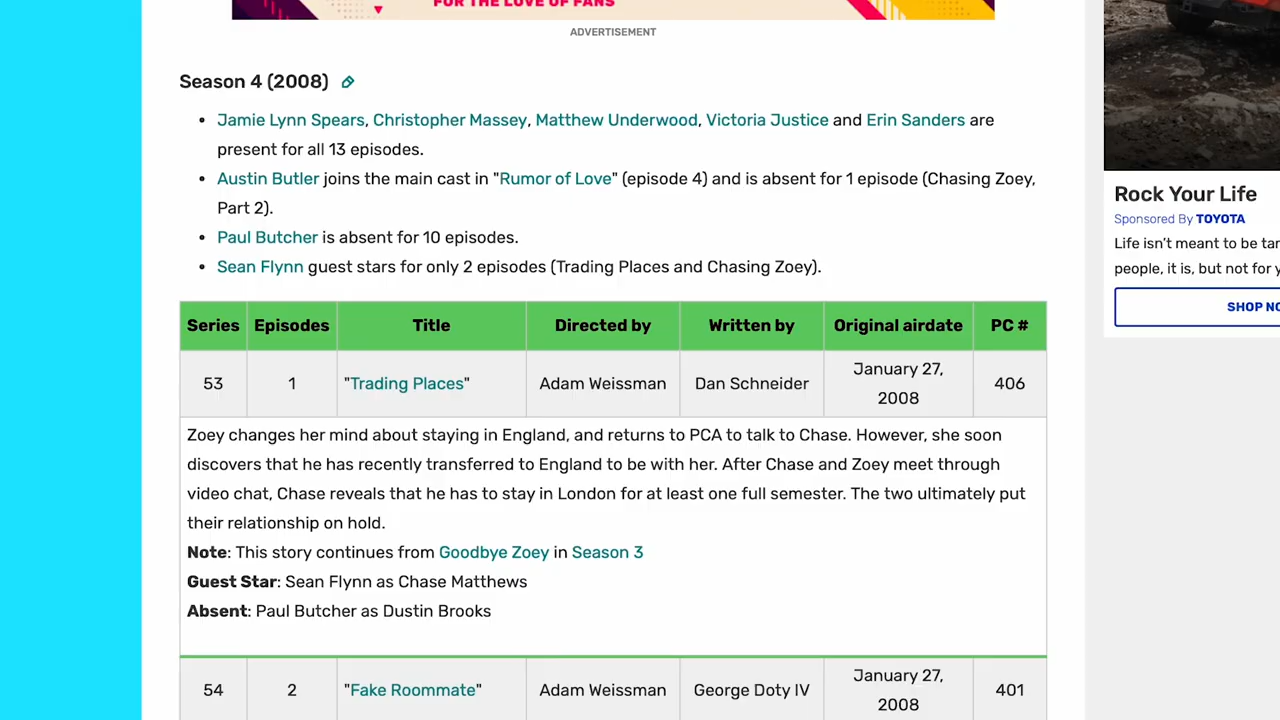 FOR THE LOVE OF FANS
ADVERTISEMENT
Season 4 (2008)
Jamie Lynn Spears, Christopher Massey, Matthew Underwood, Victoria Justice and Erin Sanders are
present for all 13 episodes.
Austin Butler joins the main cast in "Rumor of Love" (episode 4) and is absent for 1 episode (Chasing Zoey,
Part 2).
Paul Butcher is absent for 10 episodes.
Sean Flynn guest stars for only 2 episodes (Trading Places and Chasing Zoey).
Series Episodes Title Directed by Written by Original airdate PC #
53 1 "Trading Places" Adam Weissman Dan Schneider January 27, 2008 406
Zoey changes her mind about staying in England, and returns to PCA to talk to Chase. However, she soon
discovers that he has recently transferred to England to be with her. After Chase and Zoey meet through
video chat, Chase reveals that he has to stay in London for at least one full semester. The two ultimately put
their relationship on hold.
Note: This story continues from Goodbye Zoey in Season 3
Guest Star: Sean Flynn as Chase Matthews
Absent: Paul Butcher as Dustin Brooks
54 2 "Fake Roommate" Adam Weissman George Doty IV January 27, 2008 401
Rock Your Life
Sponsored By TOYOTA
Life isn't meant to be
people, it is, but not for
SHOP